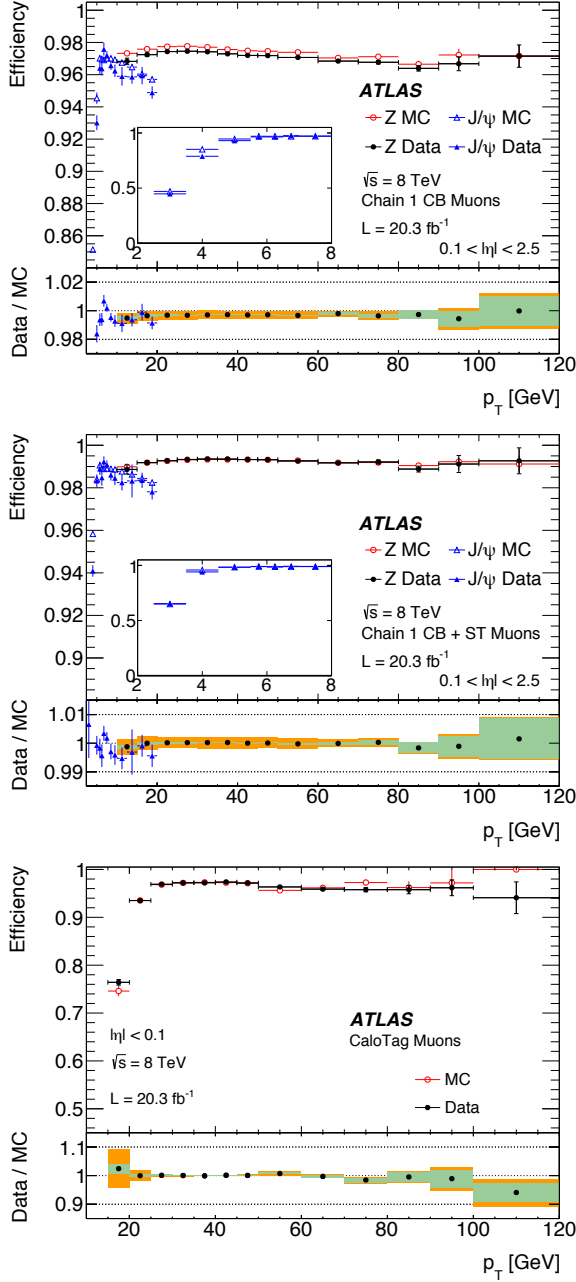 Efficiency
1
0.98
0.96
0.94
0.92
0.9
0.88
0.86
1
0.5
0
2 4 6 8
ATLAS
Z MC J/ψ MC
Z Data J/ψ Data
√s = 8 TeV
Chain 1 CB Muons
L = 20.3 fb⁻¹
0.1 < |η| < 2.5
Data / MC
1.02
1
0.98
20 40 60 80 100 120
p_T [GeV]
Efficiency
1
0.98
0.96
0.94
0.92
0.9
1
0.5
0
2 4 6 8
ATLAS
Z MC J/ψ MC
Z Data J/ψ Data
√s = 8 TeV
Chain 1 CB + ST Muons
L = 20.3 fb⁻¹
0.1 < |η| < 2.5
Data / MC
1.01
1
0.99
20 40 60 80 100 120
p_T [GeV]
Efficiency
1
0.9
0.8
0.7
0.6
0.5
|η| < 0.1
√s = 8 TeV
L = 20.3 fb⁻¹
ATLAS
CaloTag Muons
MC
Data
Data / MC
1.1
1
0.9
20 40 60 80 100 120
p_T [GeV]